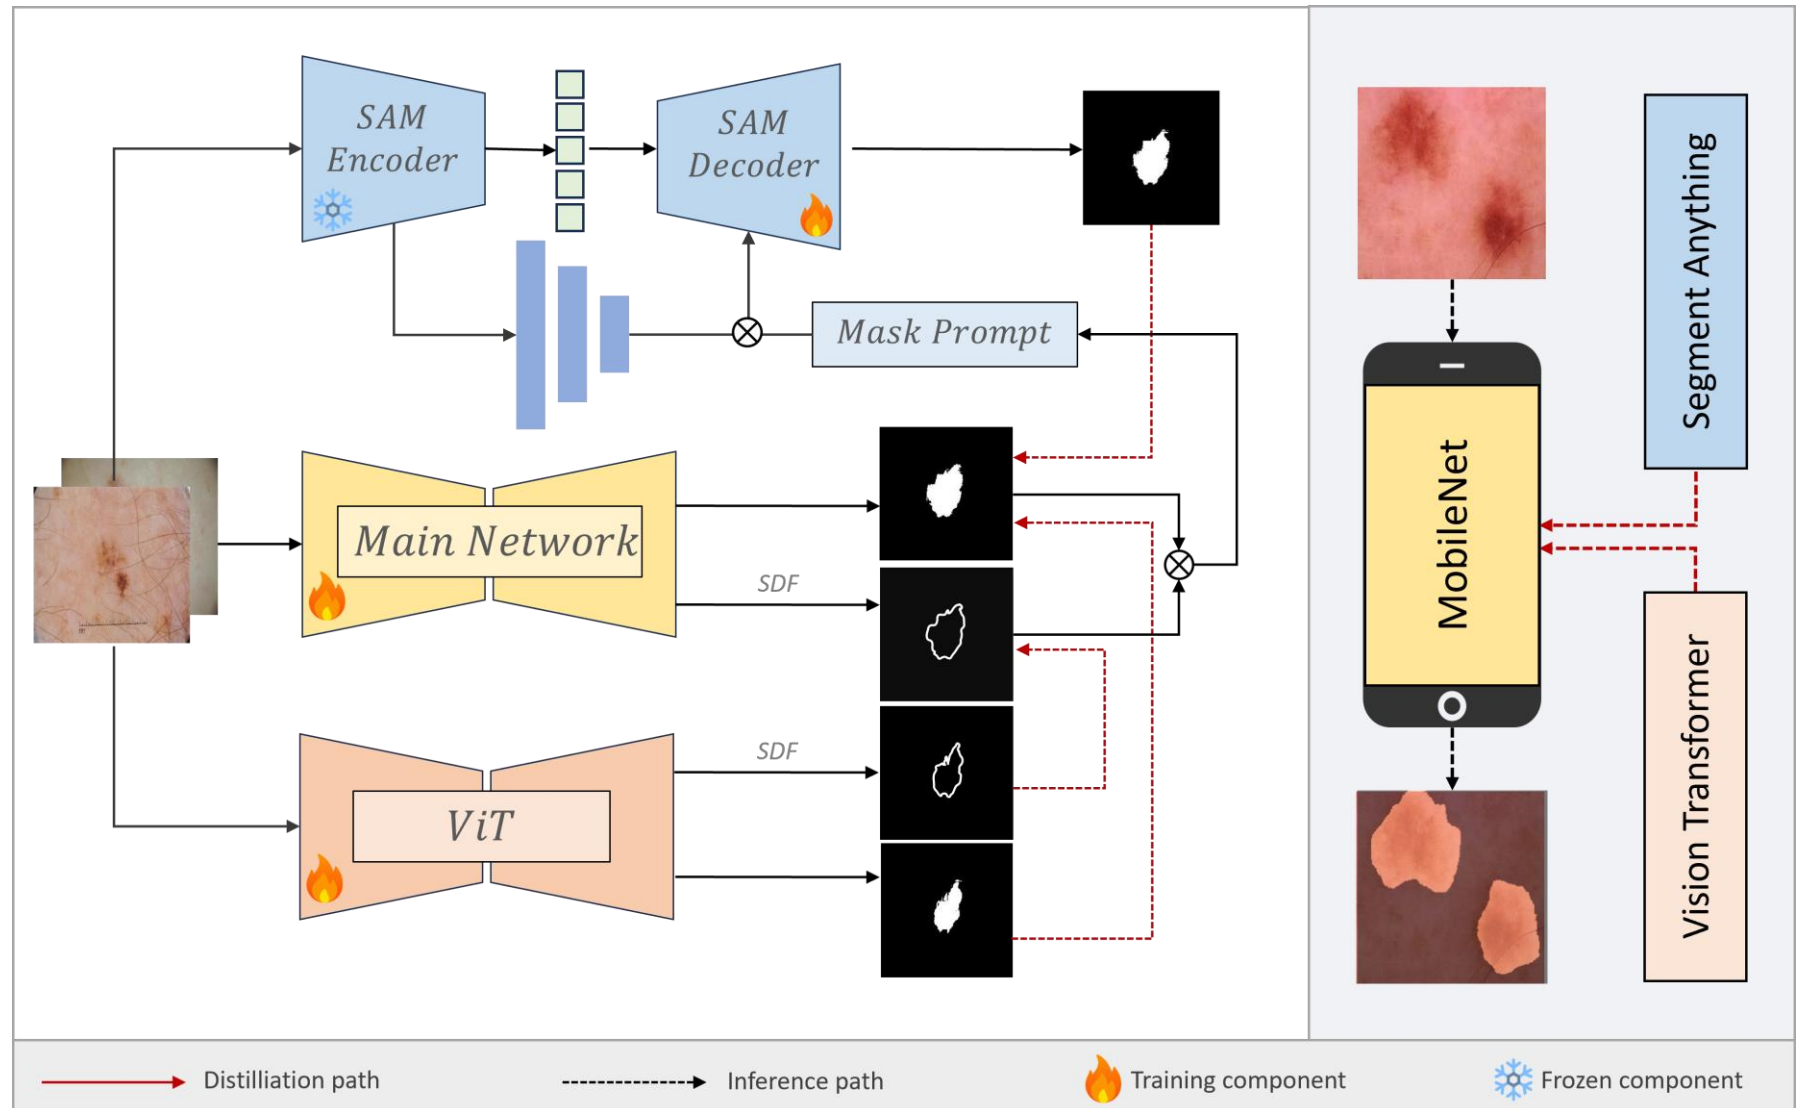 SAM
Encoder
SAM
Decoder
Mask Prompt
Main Network
SDF
SDF
ViT
Segment Anything
MobileNet
Vision Transformer
Distilliation path
Inference path
Training component
Frozen component